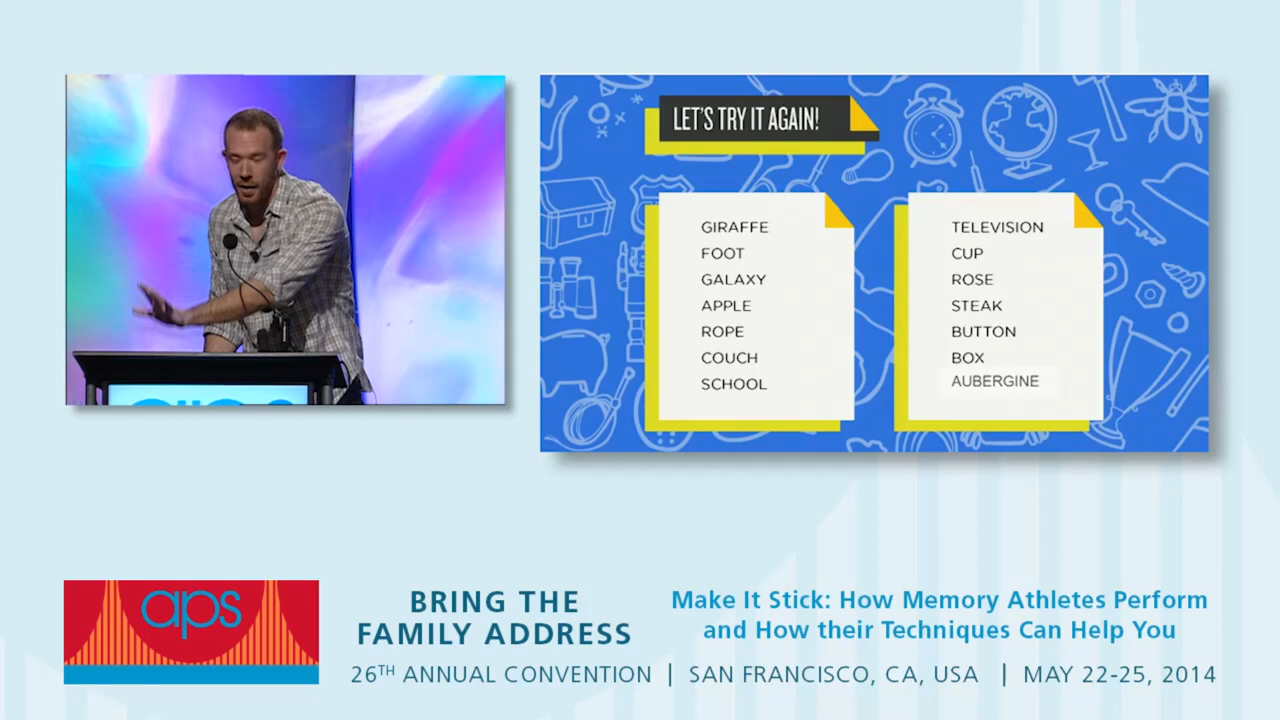 LET'S TRY IT AGAIN!
GIRAFFE
FOOT
GALAXY
APPLE
ROPE
COUCH
SCHOOL
TELEVISION
CUP
ROSE
STEAK
BUTTON
BOX
AUBERGINE
aps
BRING THE
FAMILY ADDRESS
Make It Stick: How Memory Athletes Perform
and How their Techniques Can Help You
26TH ANNUAL CONVENTION | SAN FRANCISCO, CA, USA | MAY 22-25, 2014